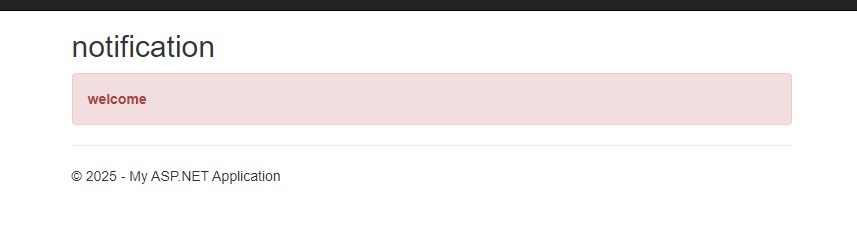 notification
welcome
© 2025 - My ASP.NET Application